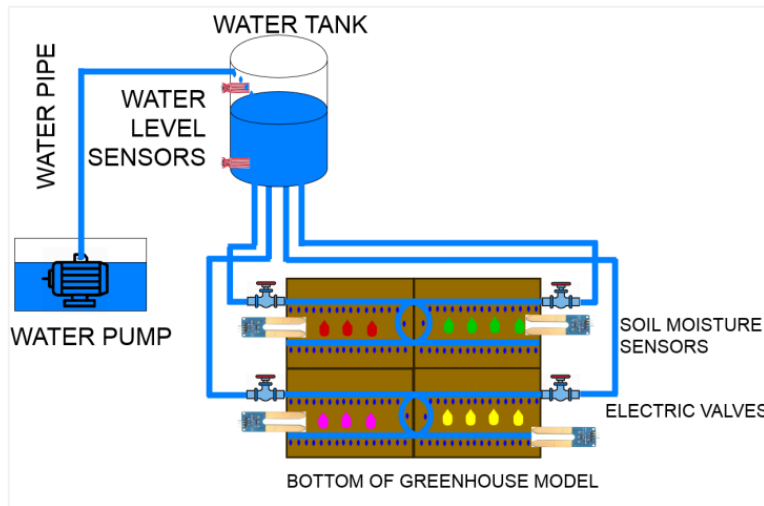 WATER TANK
WATER PIPE
WATER
LEVEL
SENSORS
WATER PUMP
SOIL MOISTURE
SENSORS
ELECTRIC VALVES
BOTTOM OF GREENHOUSE MODEL